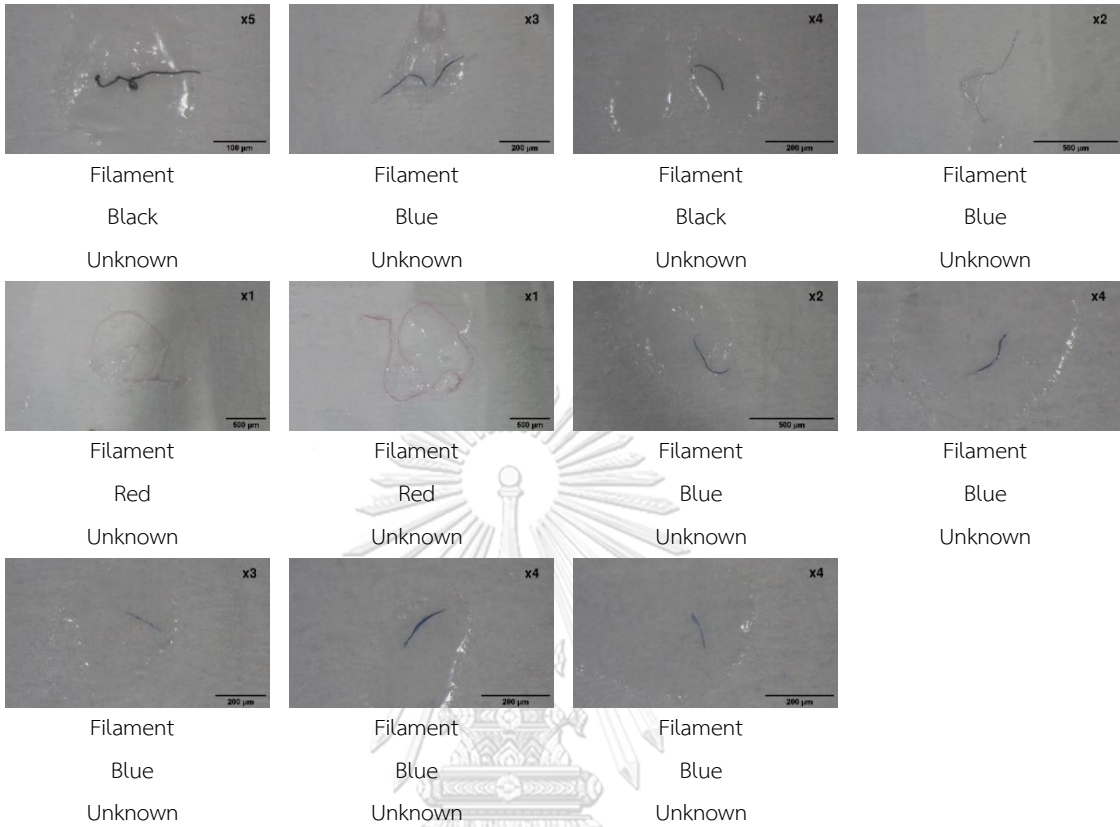 x5
100 µm
x3
200 µm
x4
200 µm
x2
500 µm
Filament
Filament
Filament
Filament
Black
Blue
Black
Blue
Unknown
Unknown
Unknown
Unknown
x1
500 µm
x1
500 µm
x2
500 µm
x4
200 µm
Filament
Filament
Filament
Filament
Red
Red
Blue
Blue
Unknown
Unknown
Unknown
Unknown
x3
200 µm
x4
200 µm
x4
200 µm
Filament
Filament
Filament
Blue
Blue
Blue
Unknown
Unknown
Unknown